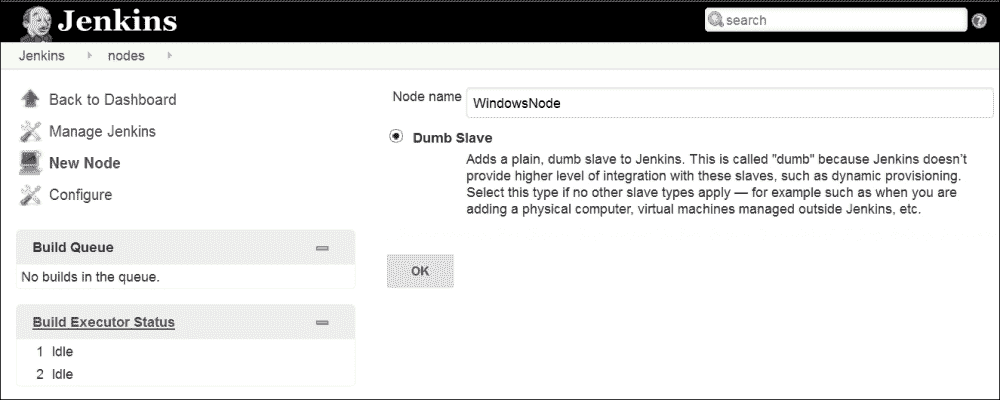 Jenkins
search
Jenkins nodes
Back to Dashboard
Manage Jenkins
New Node
Configure
Build Queue
No builds in the queue.
Build Executor Status
1 Idle
2 Idle
Node name WindowsNode
Dumb Slave
Adds a plain, dumb slave to Jenkins. This is called "dumb" because Jenkins doesn't
provide higher level of integration with these slaves, such as dynamic provisioning.
Select this type if no other slave types apply — for example such as when you are
adding a physical computer, virtual machines managed outside Jenkins, etc.
OK